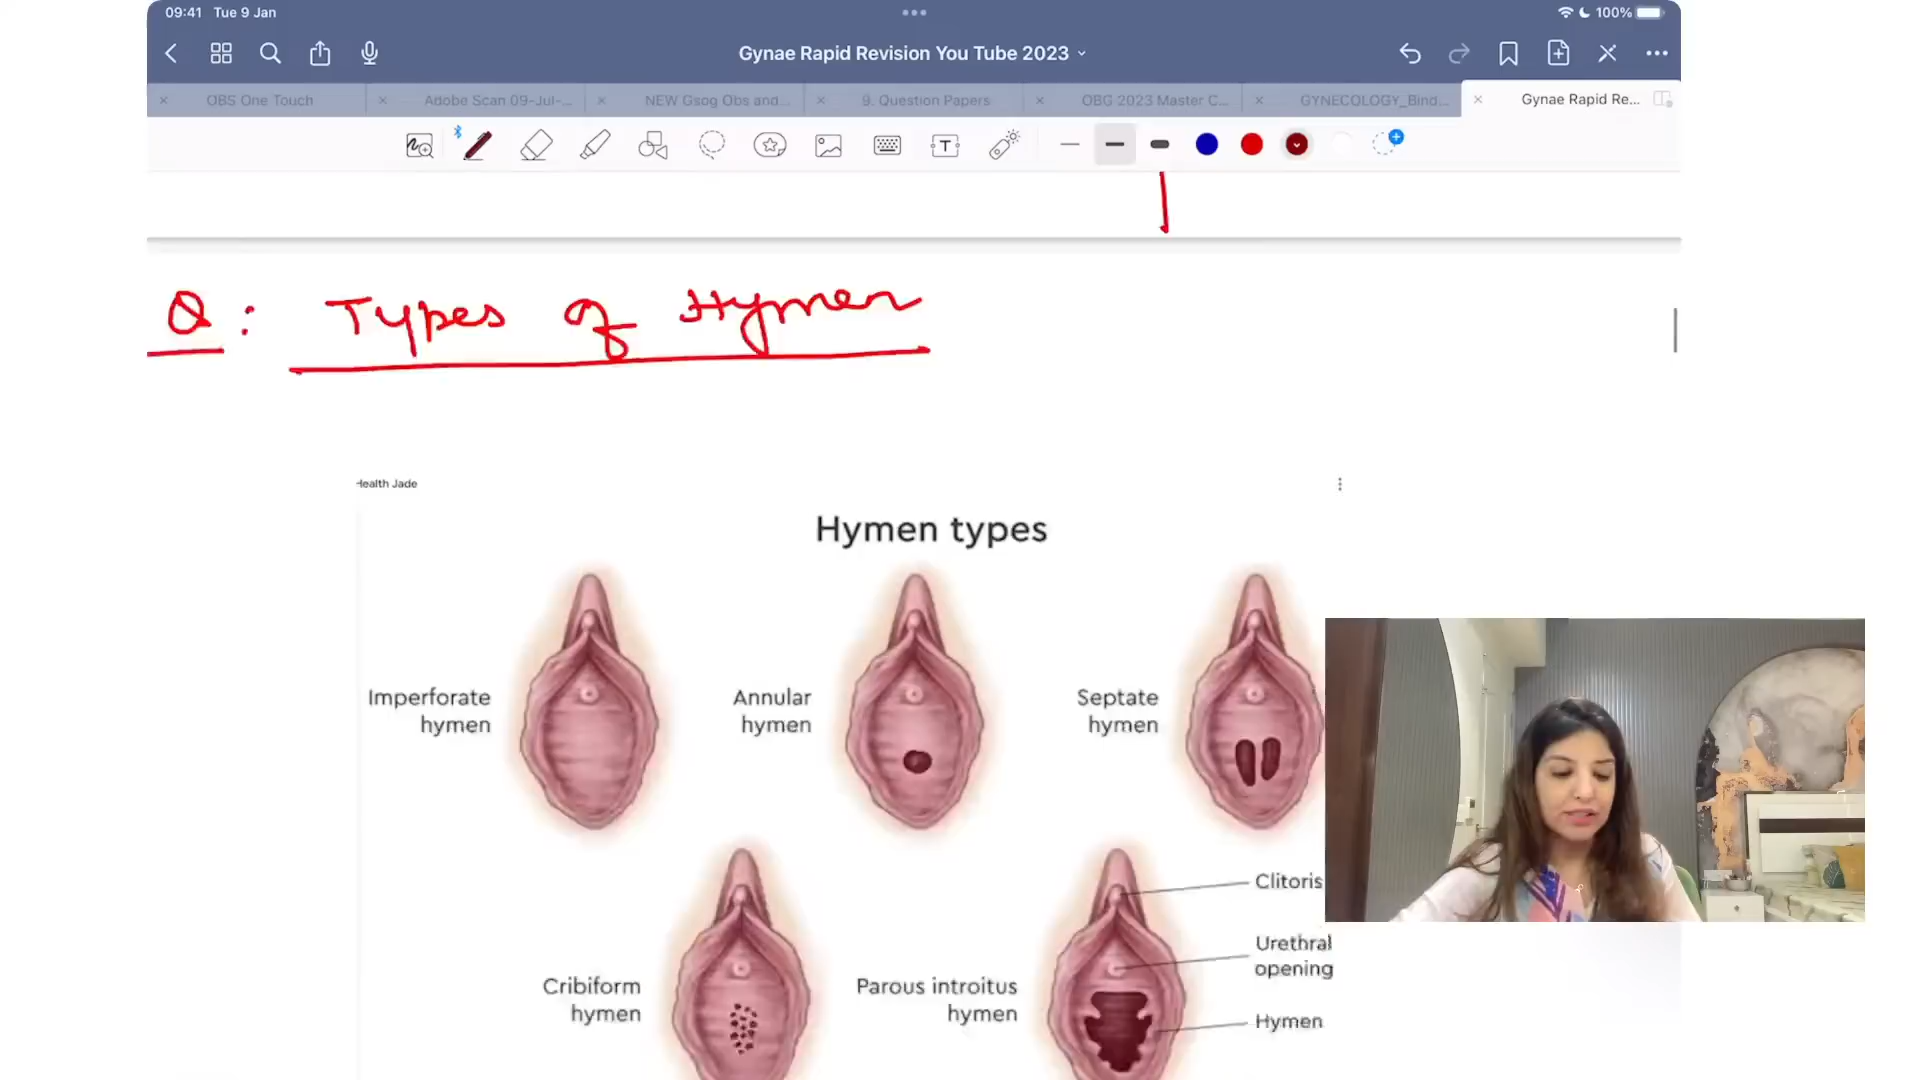 09:41 Tue 9 Jan
100%
Gynae Rapid Revision You Tube 2023
OBS One Touch
Adobe Scan 09-Jul-...
NEW Gsog Obs and...
9. Question Papers
OBG 2023 Master C...
GYNECOLOGY_Bind...
Gynae Rapid Re...
T
Q : Types of Hymen
Health Jade
Hymen types
Imperforate
hymen
Annular
hymen
Septate
hymen
Cribiform
hymen
Parous introitus
hymen
Clitoris
Urethral
opening
Hymen